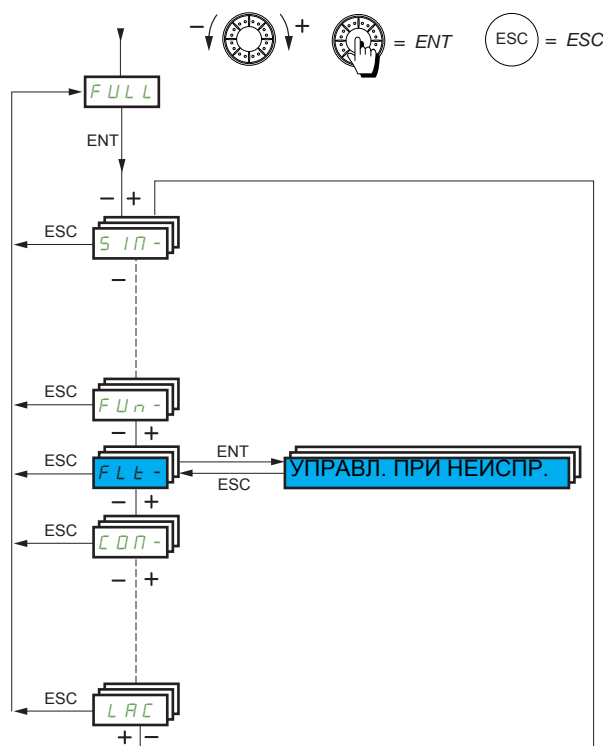 − + = ENT ESC = ESC
FULL
ENT
− +
ESC SIM-
−
ESC FUn-
− +
ESC FLt- ENT УПРАВЛ. ПРИ НЕИСПР.
ESC
− +
ESC COM-
− +
ESC LAC
+ −